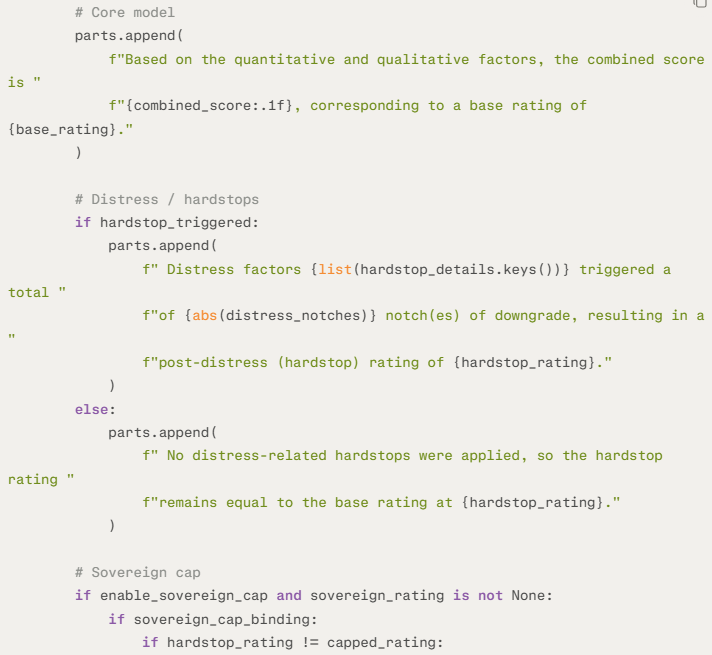 # Core model
        parts.append(
            f"Based on the quantitative and qualitative factors, the combined score
is "
            f"{combined_score:.1f}, corresponding to a base rating of
{base_rating}."
        )

        # Distress / hardstops
        if hardstop_triggered:
            parts.append(
                f" Distress factors {list(hardstop_details.keys())} triggered a
total "
                f"of {abs(distress_notches)} notch(es) of downgrade, resulting in a
"
                f"post-distress (hardstop) rating of {hardstop_rating}."
            )
        else:
            parts.append(
                f" No distress-related hardstops were applied, so the hardstop
rating "
                f"remains equal to the base rating at {hardstop_rating}."
            )

        # Sovereign cap
        if enable_sovereign_cap and sovereign_rating is not None:
            if sovereign_cap_binding:
                if hardstop_rating != capped_rating: